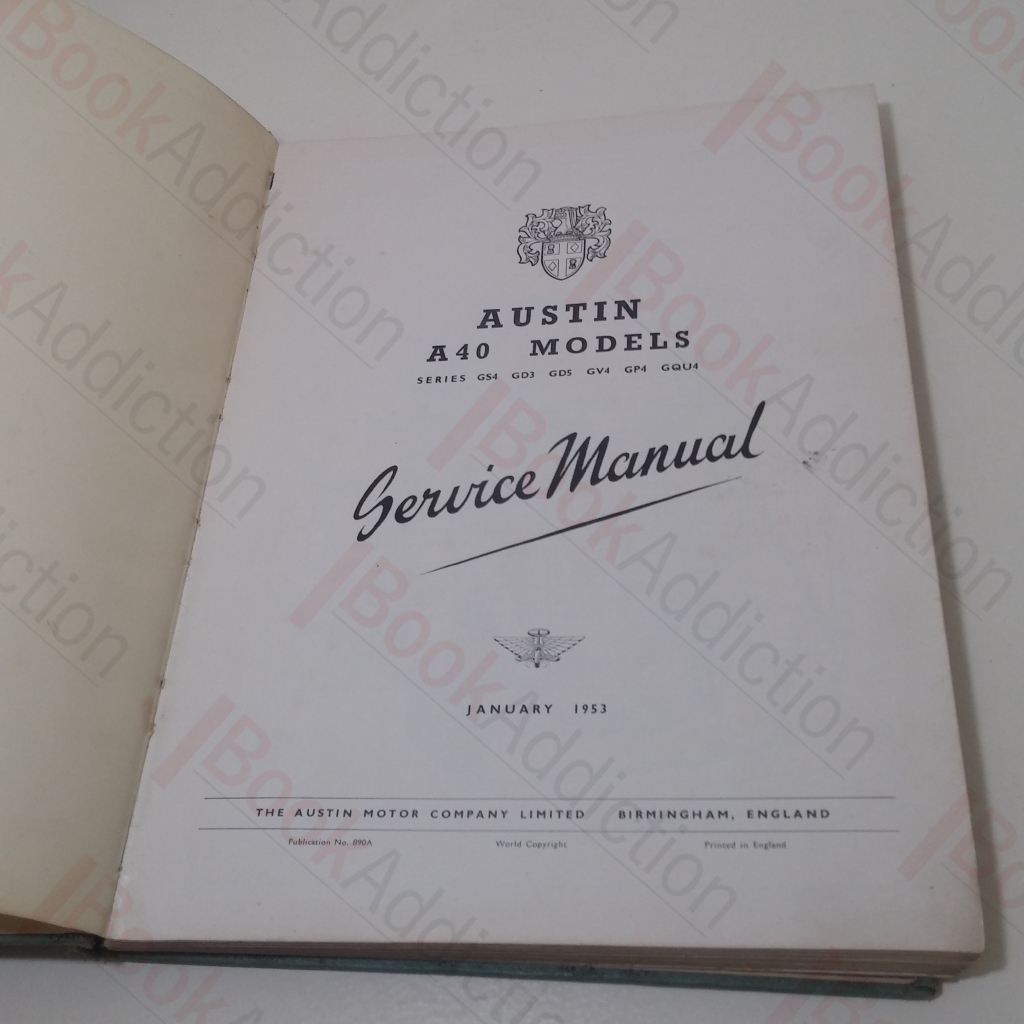 AUSTIN
A40 MODELS
SERIES GS4 GD3 GD5 GV4 GP4 GQU4
Service Manual
JANUARY 1953
THE AUSTIN MOTOR COMPANY LIMITED BIRMINGHAM, ENGLAND
Publication No. 890A World Copyright Printed in England
BookAddiction